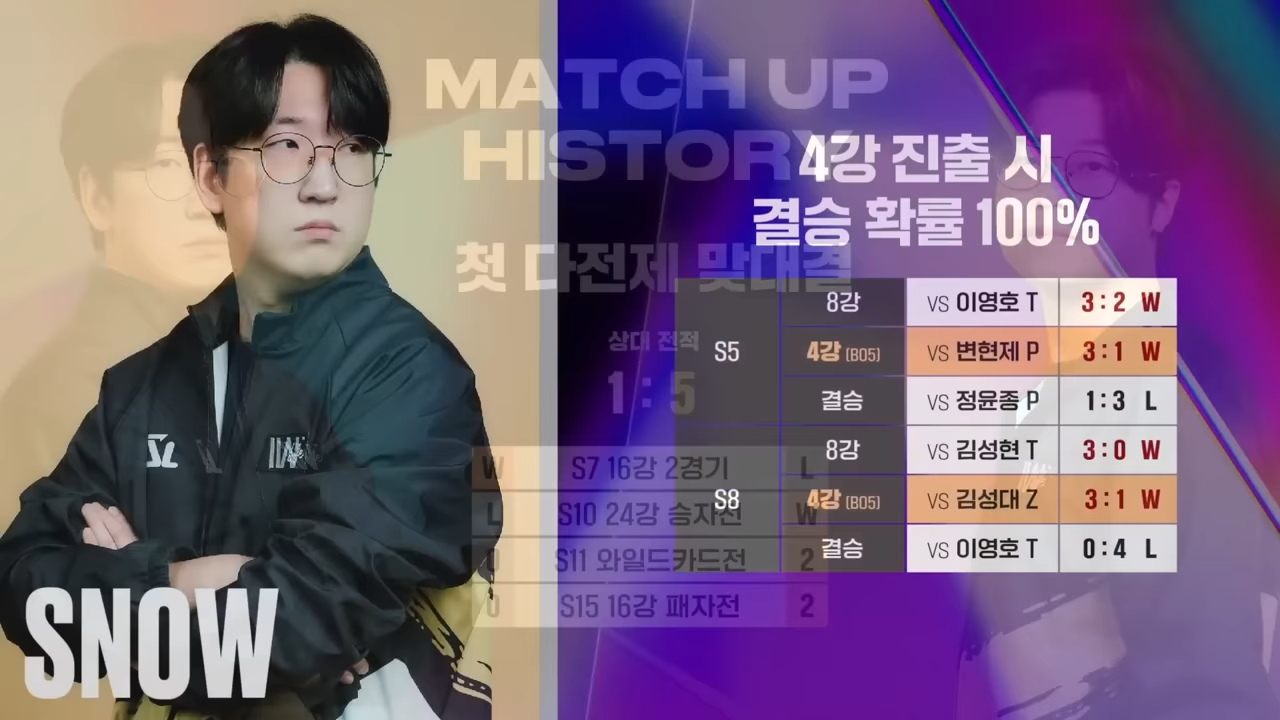 MATCH UP
HISTORY
4강 진출 시
결승 확률 100%
첫 다전제 맞대결
상대 전적
1 : 5
W S7 16강 2경기 L
L S10 24강 승자전 W
0 S11 와일드카드전 2
0 S15 16강 패자전 2
S5
8강 VS 이영호 T 3:2 W
4강 (BO5) VS 변현제 P 3:1 W
결승 VS 정윤종 P 1:3 L
S8
8강 VS 김성현 T 3:0 W
4강 (BO5) VS 김성대 Z 3:1 W
결승 VS 이영호 T 0:4 L
SNOW